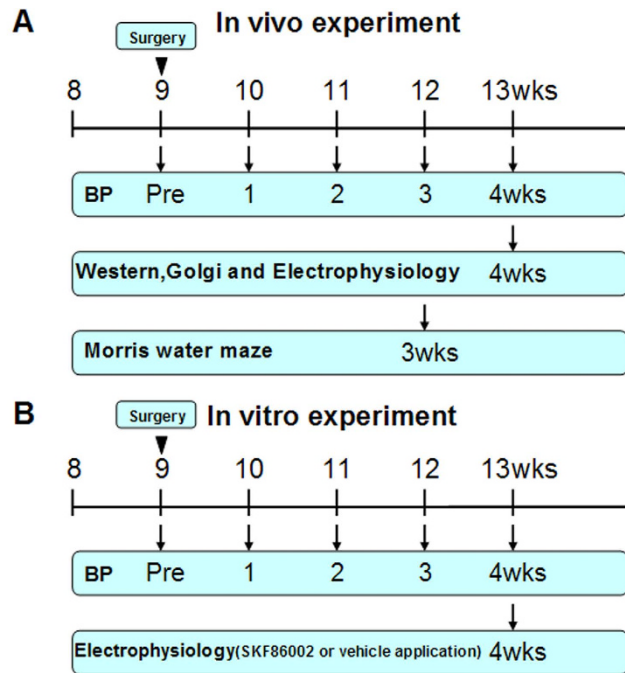 A In vivo experiment
Surgery
8 9 10 11 12 13wks
BP Pre 1 2 3 4wks
Western,Golgi and Electrophysiology 4wks
Morris water maze 3wks
B In vitro experiment
Surgery
8 9 10 11 12 13wks
BP Pre 1 2 3 4wks
Electrophysiology(SKF86002 or vehicle application) 4wks